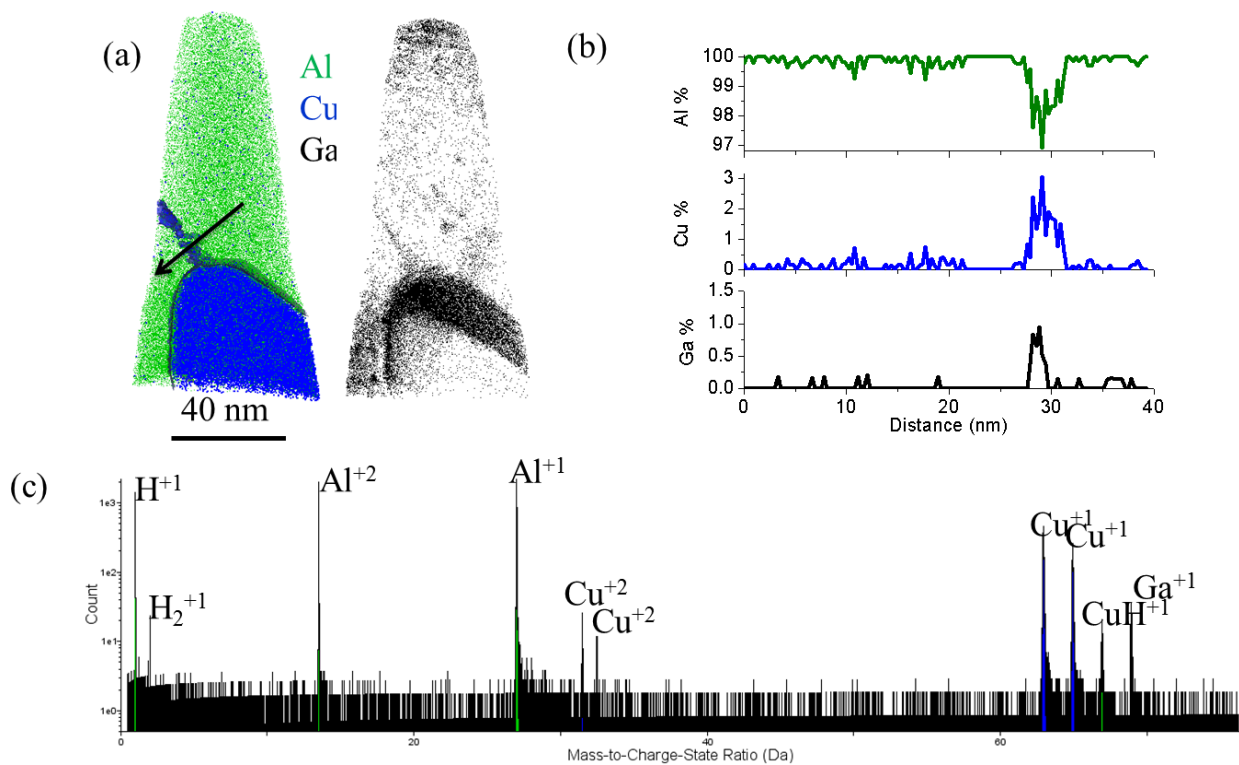 (a)
Al
Cu
Ga
40 nm
(b)
100
99
98
97
Al %
3
2
1
0
Cu %
1.5
1.0
0.5
0.0
Ga %
0 10 20 30 40
Distance (nm)
(c)
H+1
H2+1
Al+2
Al+1
Cu+2
Cu+2
Cu+1
Cu+1
CuH+1
Ga+1
1e3
1e2
1e1
1e0
Count
0 20 40 60
Mass-to-Charge-State Ratio (Da)